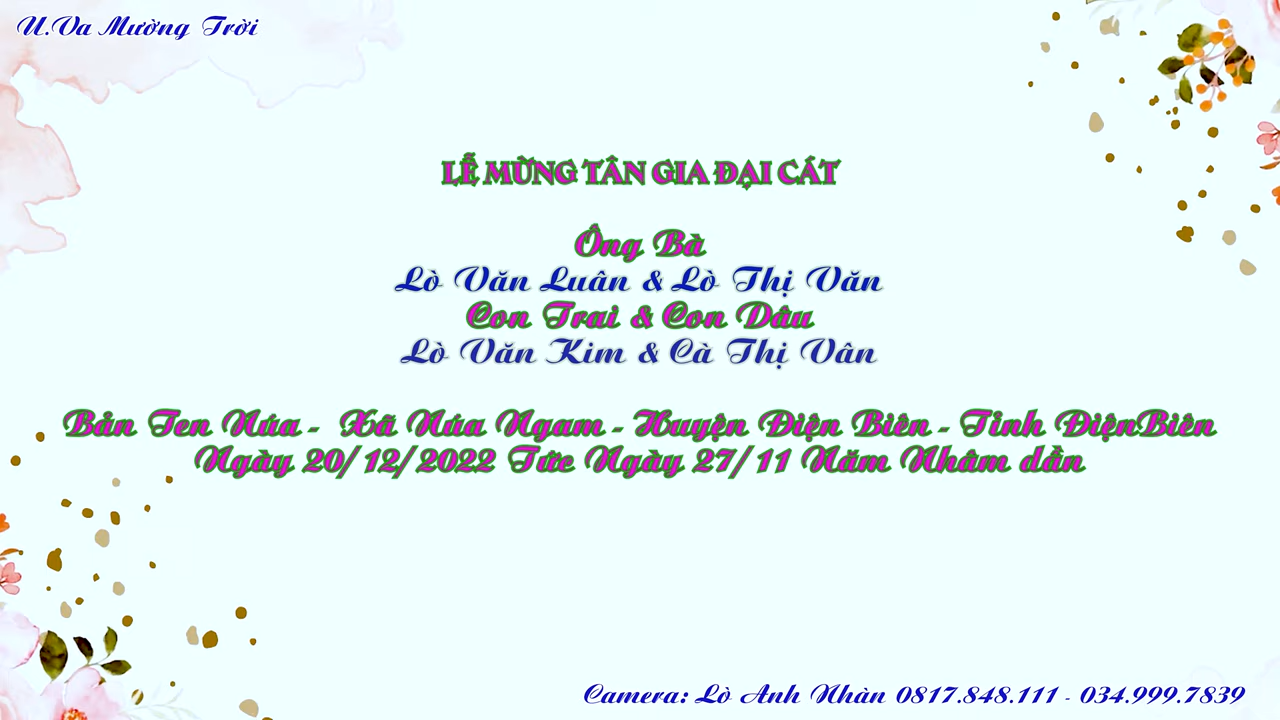 U.Va Mường Trời
LỄ MỪNG TÂN GIA ĐẠI CÁT
Ông Bà
Lò Văn Luân & Lò Thị Văn
Con Trai & Con Dâu
Lò Văn Kim & Cà Thị Vân
Bản Ten Núa - Xã Núa Ngam - Huyện Điện Biên - Tỉnh ĐiệnBiên
Ngày 20/12/2022 Tức Ngày 27/11 Năm Nhâm dần
Camera: Lò Anh Nhàn 0817.848.111 - 034.999.7839